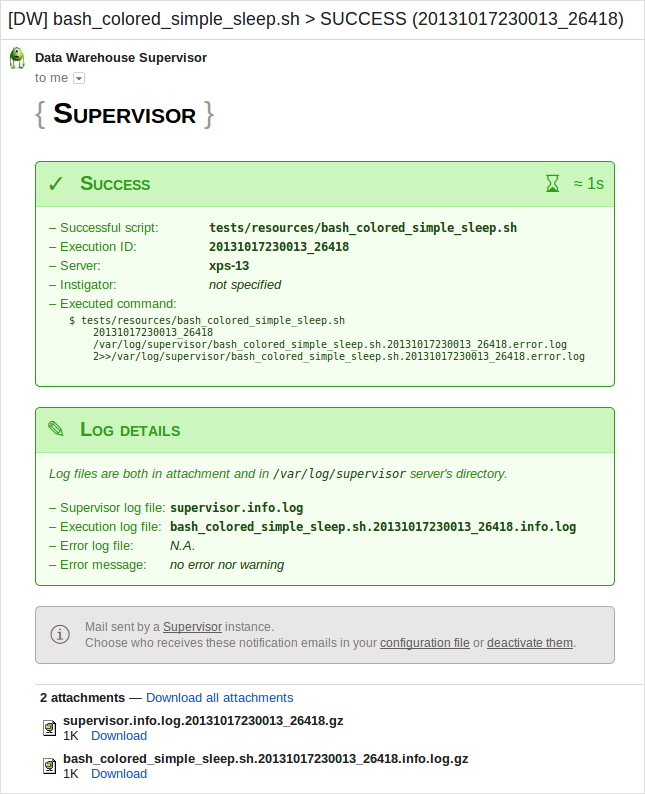 [DW] bash_colored_simple_sleep.sh > SUCCESS (20131017230013_26418)
Data Warehouse Supervisor
to me
{ SUPERVISOR }
✓ SUCCESS ≈ 1s
– Successful script: tests/resources/bash_colored_simple_sleep.sh
– Execution ID: 20131017230013_26418
– Server: xps-13
– Instigator: not specified
– Executed command:
$ tests/resources/bash_colored_simple_sleep.sh
20131017230013_26418
/var/log/supervisor/bash_colored_simple_sleep.sh.20131017230013_26418.error.log
2>>/var/log/supervisor/bash_colored_simple_sleep.sh.20131017230013_26418.error.log
✎ LOG DETAILS
Log files are both in attachment and in /var/log/supervisor server's directory.
– Supervisor log file: supervisor.info.log
– Execution log file: bash_colored_simple_sleep.sh.20131017230013_26418.info.log
– Error log file: N.A.
– Error message: no error nor warning
Mail sent by a Supervisor instance.
Choose who receives these notification emails in your configuration file or deactivate them.
2 attachments — Download all attachments
supervisor.info.log.20131017230013_26418.gz
1K Download
bash_colored_simple_sleep.sh.20131017230013_26418.info.log.gz
1K Download